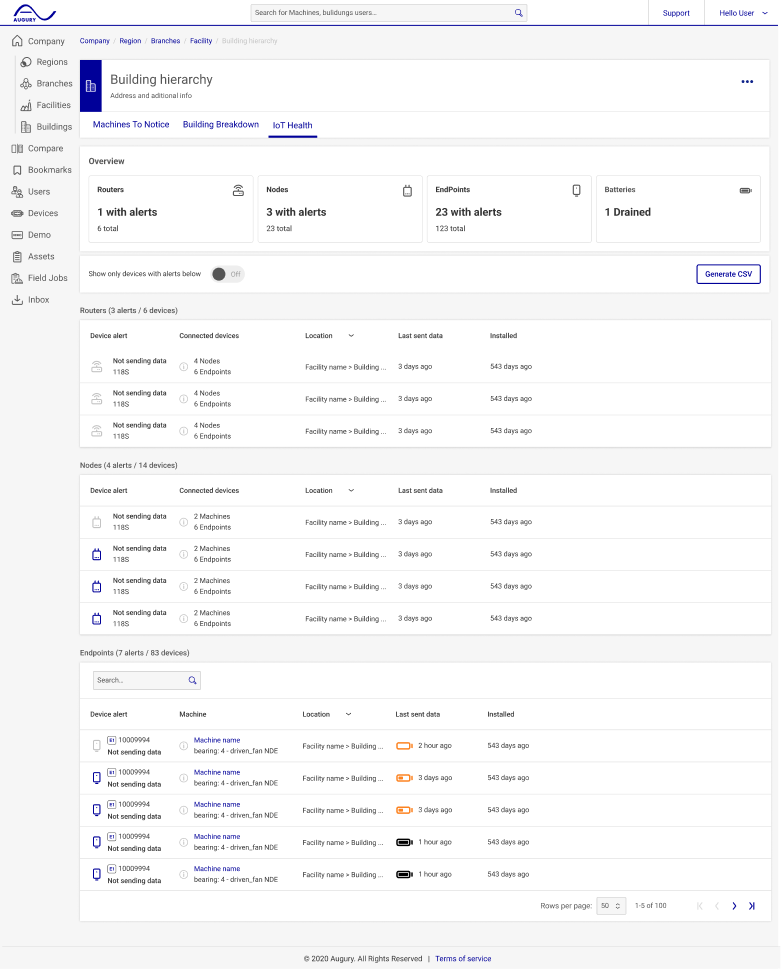 AUGURY
Search for Machines, buildungs users...
Support
Hello User
Company
Regions
Branches
Facilities
Buildings
Compare
Bookmarks
Users
Devices
Demo
Assets
Field Jobs
Inbox
Company / Region / Branches / Facility / Building hierarchy
Building hierarchy
Address and aditional info
Machines To Notice
Building Breakdown
IoT Health
Overview
Routers
1 with alerts
6 total
Nodes
3 with alerts
23 total
EndPoints
23 with alerts
123 total
Batteries
1 Drained
Show only devices with alerts below
Off
Generate CSV
Routers (3 alerts / 6 devices)
Device alert Connected devices Location Last sent data Installed
Not sending data 4 Nodes
118S 6 Endpoints Facility name > Building ... 3 days ago 543 days ago
Not sending data 4 Nodes
118S 6 Endpoints Facility name > Building ... 3 days ago 543 days ago
Not sending data 4 Nodes
118S 6 Endpoints Facility name > Building ... 3 days ago 543 days ago
Nodes (4 alerts / 14 devices)
Device alert Connected devices Location Last sent data Installed
Not sending data 2 Machines
118S 6 Endpoints Facility name > Building ... 3 days ago 543 days ago
Not sending data 2 Machines
118S 6 Endpoints Facility name > Building ... 3 days ago 543 days ago
Not sending data 2 Machines
118S 6 Endpoints Facility name > Building ... 3 days ago 543 days ago
Not sending data 2 Machines
118S 6 Endpoints Facility name > Building ... 3 days ago 543 days ago
Endpoints (7 alerts / 83 devices)
Search...
Device alert Machine Location Last sent data Installed
E1 10009994 Machine name
Not sending data bearing: 4 - driven_fan NDE Facility name > Building ... 2 hour ago 543 days ago
E1 10009994 Machine name
Not sending data bearing: 4 - driven_fan NDE Facility name > Building ... 3 days ago 543 days ago
E1 10009994 Machine name
Not sending data bearing: 4 - driven_fan NDE Facility name > Building ... 3 days ago 543 days ago
E1 10009994 Machine name
Not sending data bearing: 4 - driven_fan NDE Facility name > Building ... 1 hour ago 543 days ago
E1 10009994 Machine name
Not sending data bearing: 4 - driven_fan NDE Facility name > Building ... 1 hour ago 543 days ago
Rows per page: 50 1-5 of 100
© 2020 Augury. All Rights Reserved | Terms of service